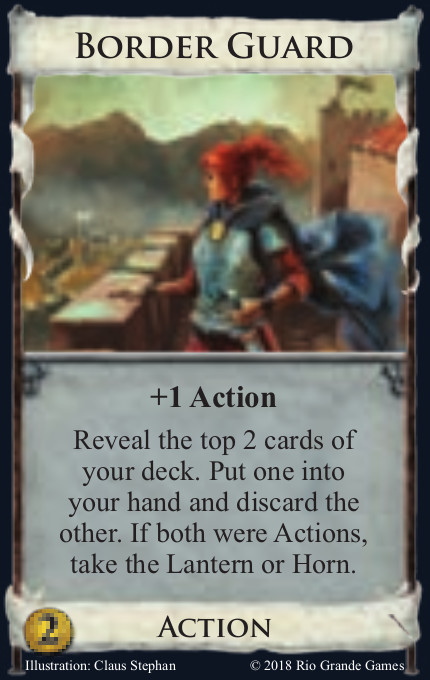 BORDER GUARD
+1 Action
Reveal the top 2 cards of
your deck. Put one into
your hand and discard the
other. If both were Actions,
take the Lantern or Horn.
2
ACTION
Illustration: Claus Stephan
© 2018 Rio Grande Games